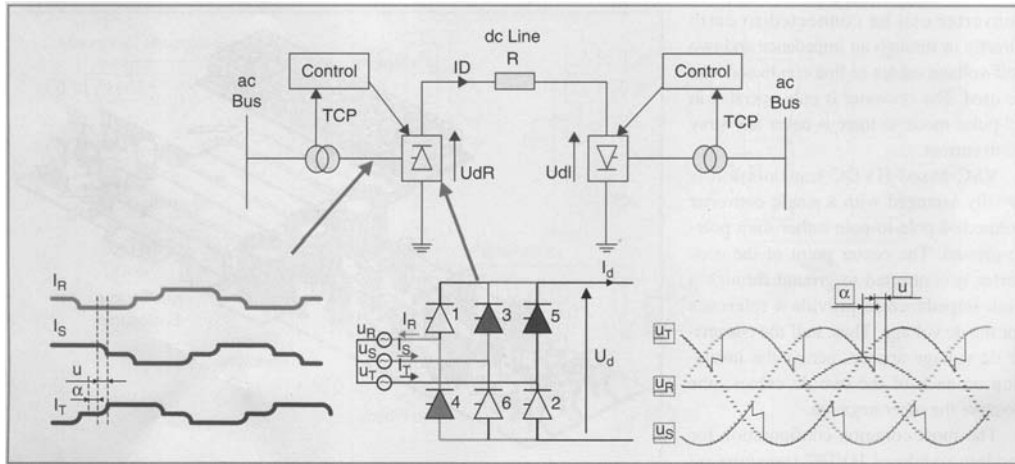 dc Line
ID R
Control
Control
ac Bus
ac Bus
TCP
TCP
UdR
UdI
I_R
I_S
u
α
I_T
I_d
1 3 5
u_R I_R
u_S I_S
u_T I_T
4 6 2
U_d
α u
u_T
u_R
u_S